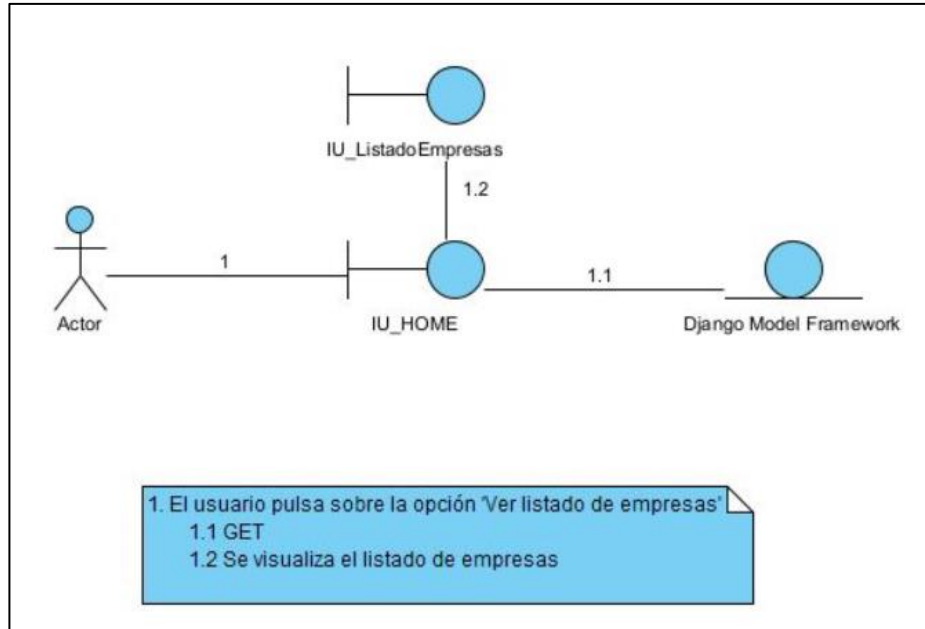 IU_ListadoEmpresas
1.2
1
1.1
Actor
IU_HOME
Django Model Framework
1. El usuario pulsa sobre la opción 'Ver listado de empresas'
1.1 GET
1.2 Se visualiza el listado de empresas